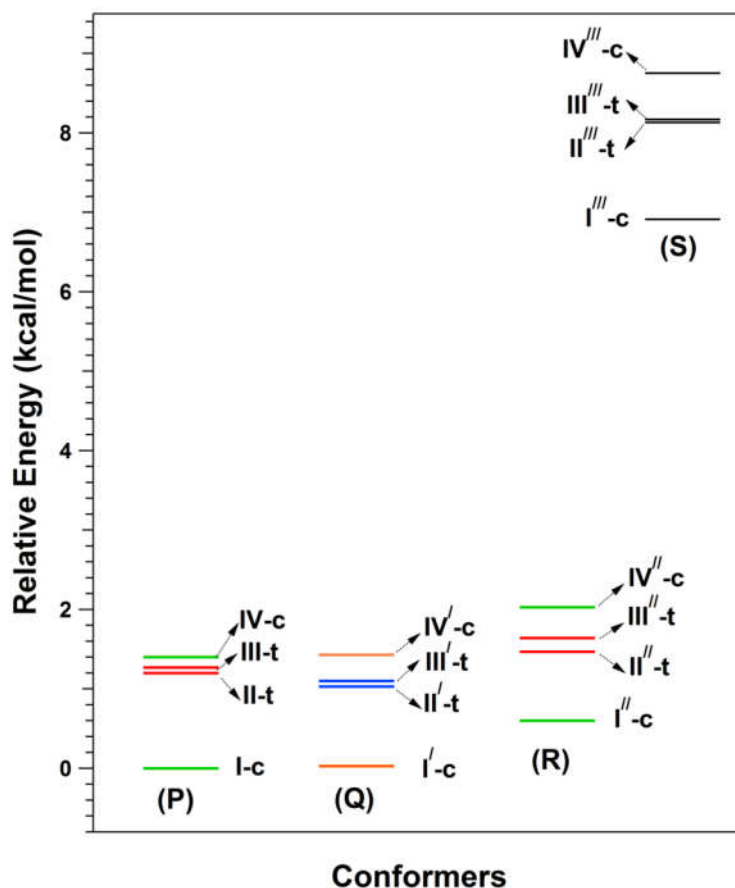 Relative Energy (kcal/mol)
8
6
4
2
0
IV///-c
III///-t
II///-t
I///-c
(S)
IV-c
III-t
II-t
I-c
(P)
IV/-c
III/-t
II/-t
I/-c
(Q)
IV//-c
III//-t
II//-t
I//-c
(R)
Conformers